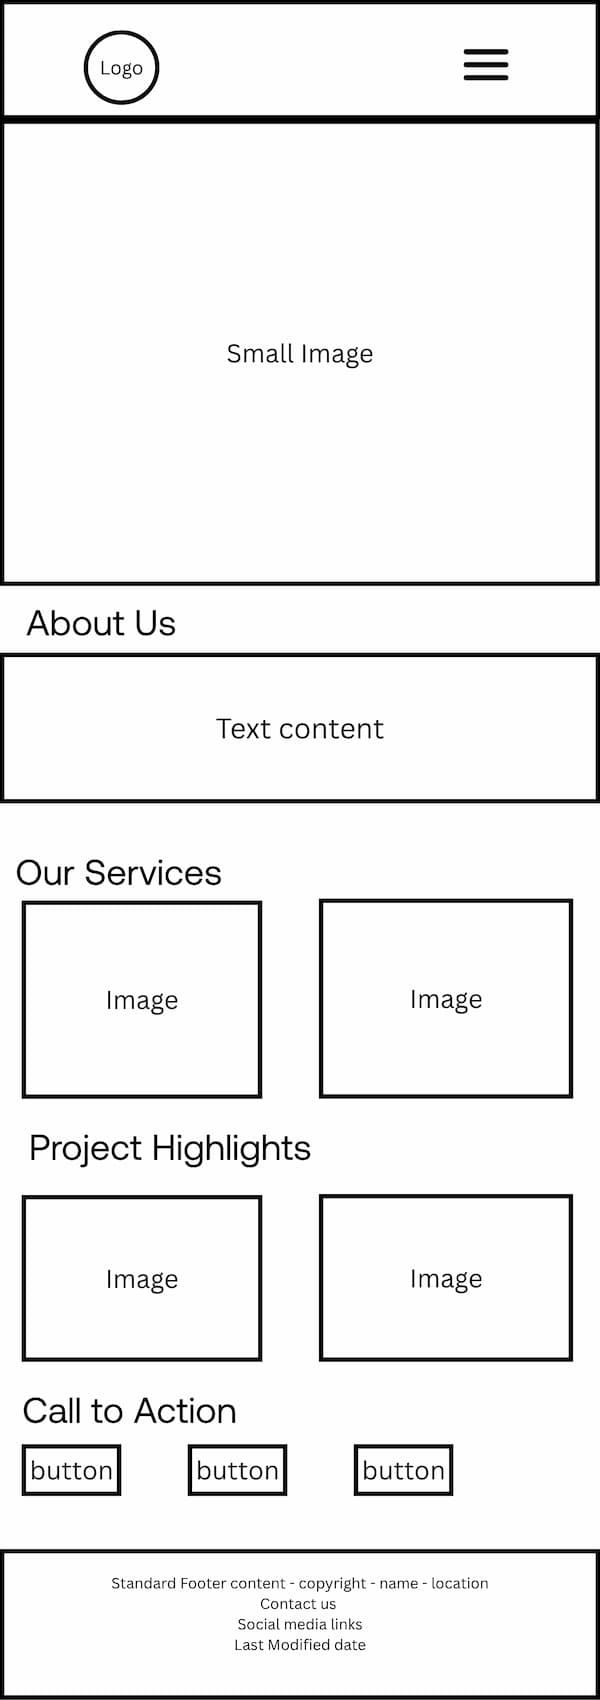 Logo
Small Image
About Us
Text content
Our Services
Image
Image
Project Highlights
Image
Image
Call to Action
button
button
button
Standard Footer content - copyright - name - location
Contact us
Social media links
Last Modified date